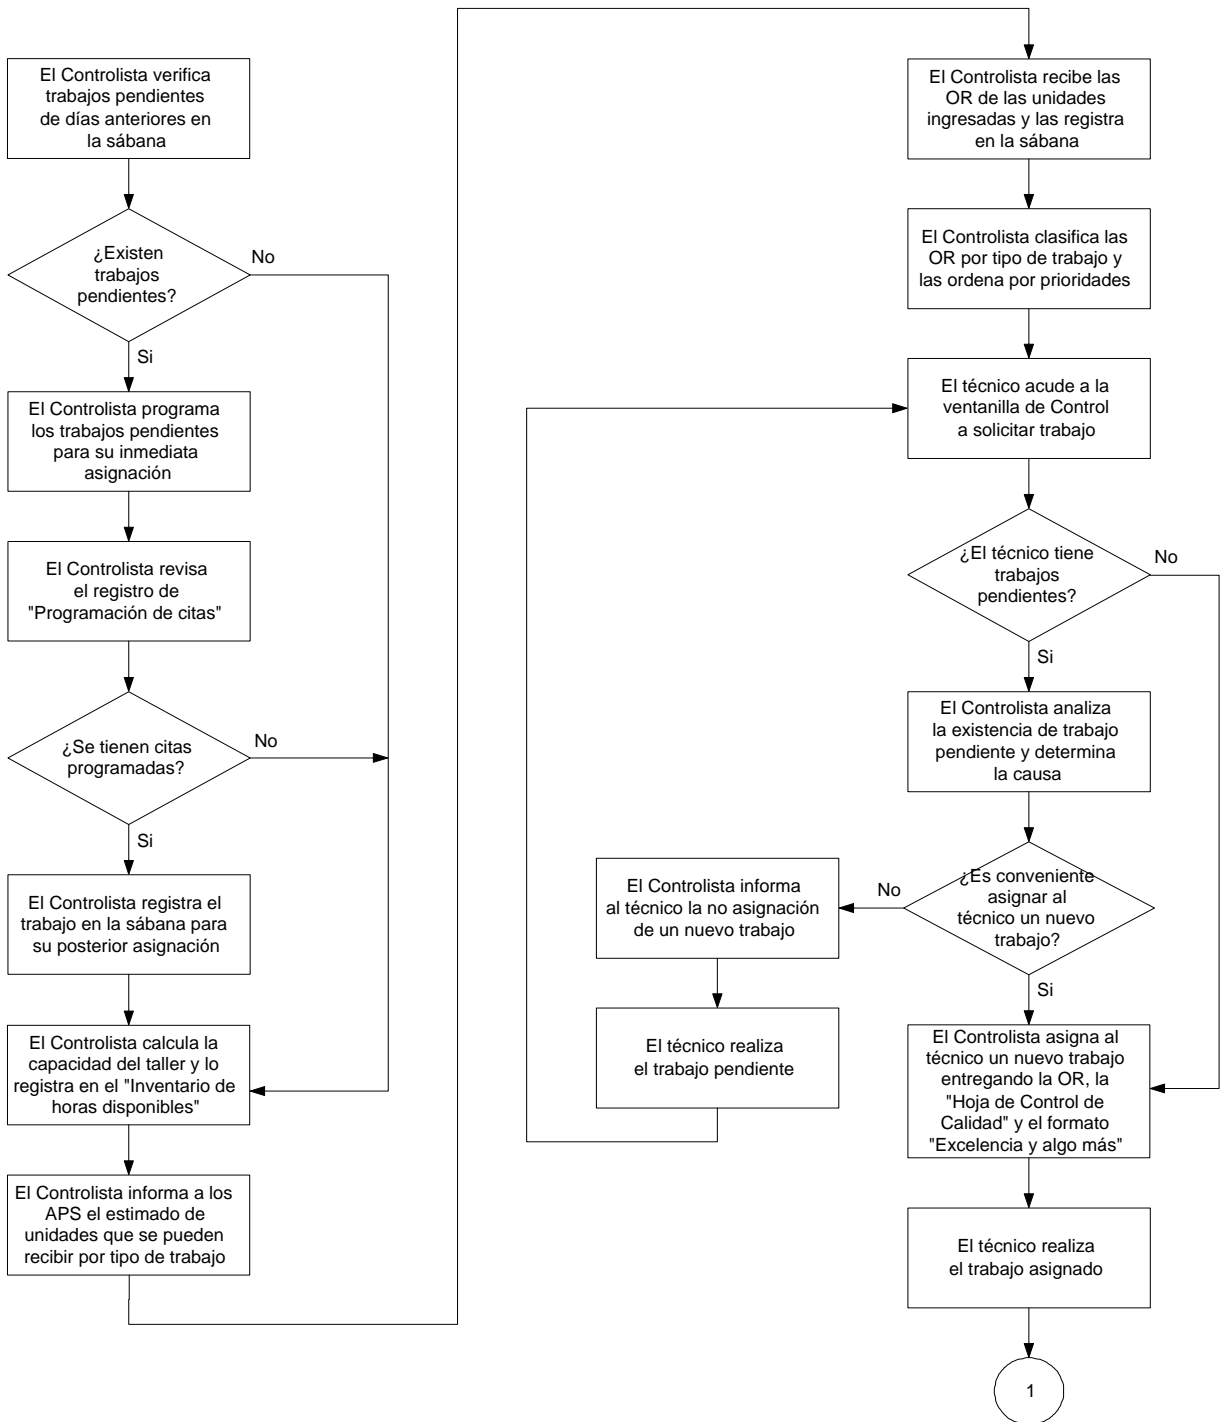 El Controlista verifica
trabajos pendientes
de días anteriores en
la sábana
¿Existen
trabajos
pendientes?
No
Si
El Controlista programa
los trabajos pendientes
para su inmediata
asignación
El Controlista revisa
el registro de
"Programación de citas"
¿Se tienen citas
programadas?
No
Si
El Controlista registra el
trabajo en la sábana para
su posterior asignación
El Controlista calcula la
capacidad del taller y lo
registra en el "Inventario de
horas disponibles"
El Controlista informa a los
APS el estimado de
unidades que se pueden
recibir por tipo de trabajo
El Controlista recibe las
OR de las unidades
ingresadas y las registra
en la sábana
El Controlista clasifica las
OR por tipo de trabajo y
las ordena por prioridades
El técnico acude a la
ventanilla de Control
a solicitar trabajo
¿El técnico tiene
trabajos
pendientes?
No
Si
El Controlista analiza
la existencia de trabajo
pendiente y determina
la causa
¿Es conveniente
asignar al
técnico un nuevo
trabajo?
No
Si
El Controlista informa
al técnico la no asignación
de un nuevo trabajo
El técnico realiza
el trabajo pendiente
El Controlista asigna al
técnico un nuevo trabajo
entregando la OR, la
"Hoja de Control de
Calidad" y el formato
"Excelencia y algo más"
El técnico realiza
el trabajo asignado
1